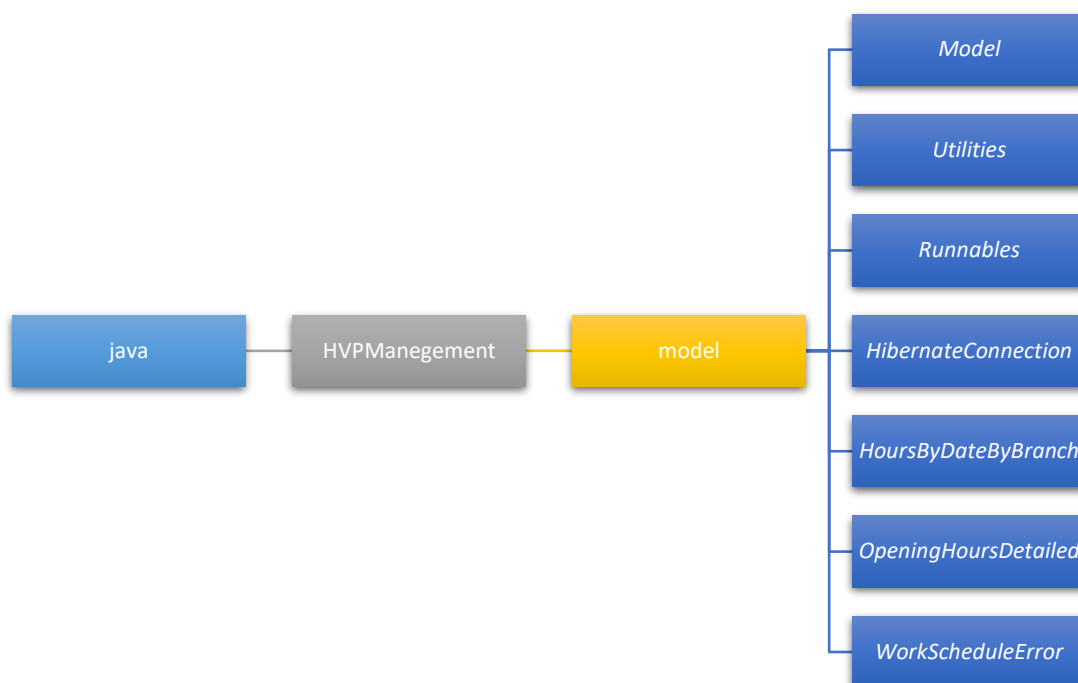 java
HVPManegement
model
Model
Utilities
Runnables
HibernateConnection
HoursByDateByBranch
OpeningHoursDetailed
WorkScheduleError